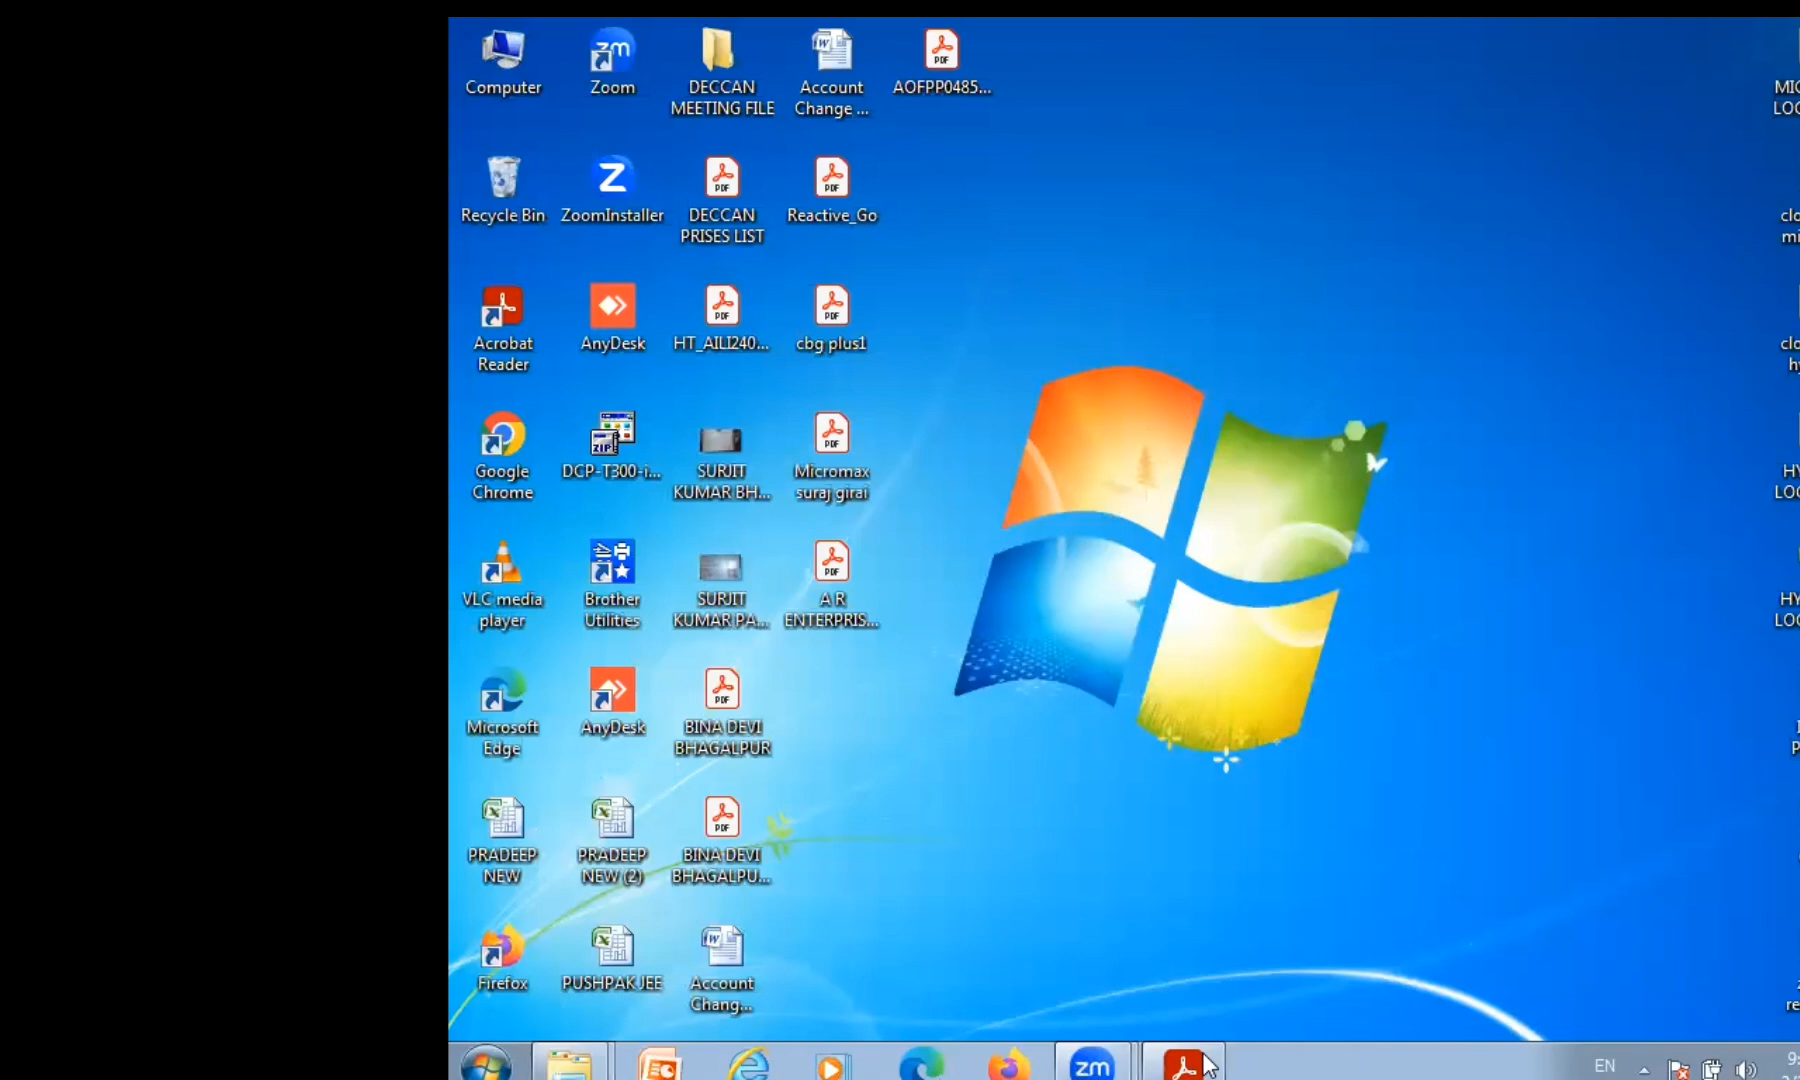 Computer
Zoom
DECCAN
MEETING FILE
Account
Change ...
AOFPP0485...
Recycle Bin
ZoomInstaller
DECCAN
PRISES LIST
Reactive_Go
Acrobat
Reader
AnyDesk
HT_AILI240...
cbg plus1
Google
Chrome
DCP-T300-i...
SURJIT
KUMAR BH...
Micromax
suraj girai
VLC media
player
Brother
Utilities
SURJIT
KUMAR PA...
A R
ENTERPRIS...
Microsoft
Edge
AnyDesk
BINA DEVI
BHAGALPUR
PRADEEP
NEW
PRADEEP
NEW (2)
BINA DEVI
BHAGALPU...
Firefox
PUSHPAK JEE
Account
Chang...
zm
EN